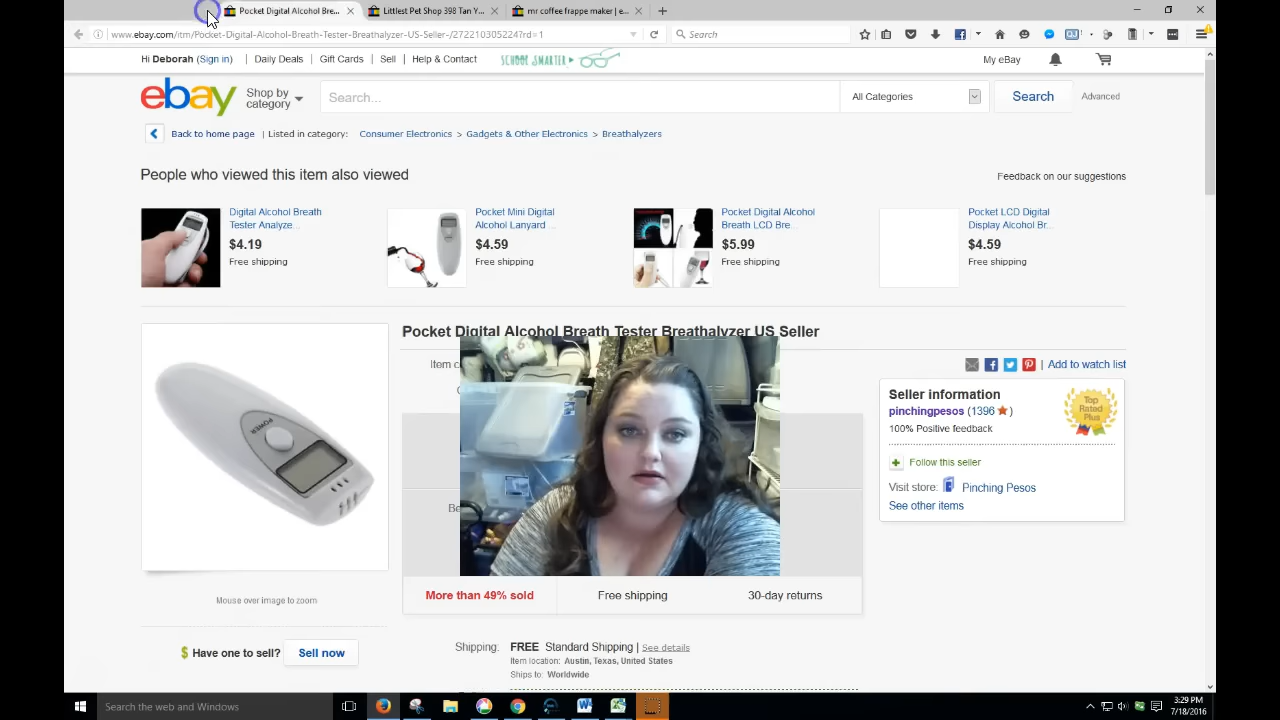 Pocket Digital Alcohol Bre...
Littlest Pet Shop 398 Tan Y...
mr coffee frappe maker | e...
www.ebay.com/itm/Pocket-Digital-Alcohol-Breath-Tester-Breathalyzer-US-Seller-/272210305224?rd=1
Search
Hi Deborah (Sign in) | Daily Deals | Gift Cards | Sell | Help & Contact
SCHOOL SMARTER
My eBay
ebay
Shop by category
Search...
All Categories
Search
Advanced
Back to home page | Listed in category: Consumer Electronics > Gadgets & Other Electronics > Breathalyzers
People who viewed this item also viewed
Feedback on our suggestions
Digital Alcohol Breath
Tester Analyze...
$4.19
Free shipping
Pocket Mini Digital
Alcohol Lanyard ...
$4.59
Free shipping
Pocket Digital Alcohol
Breath LCD Bre...
$5.99
Free shipping
Pocket LCD Digital
Display Alcohol Br...
$4.59
Free shipping
Pocket Digital Alcohol Breath Tester Breathalyzer US Seller
Item c
| Add to watch list
Seller information
pinchingpesos (1396 )
100% Positive feedback
Top
Rated
Plus
Follow this seller
Visit store: Pinching Pesos
See other items
POWER
Be
More than 49% sold
Free shipping
30-day returns
Mouse over image to zoom
Have one to sell? Sell now
Shipping: FREE Standard Shipping | See details
Item location: Austin, Texas, United States
Ships to: Worldwide
Search the web and Windows
3:29 PM
7/18/2016